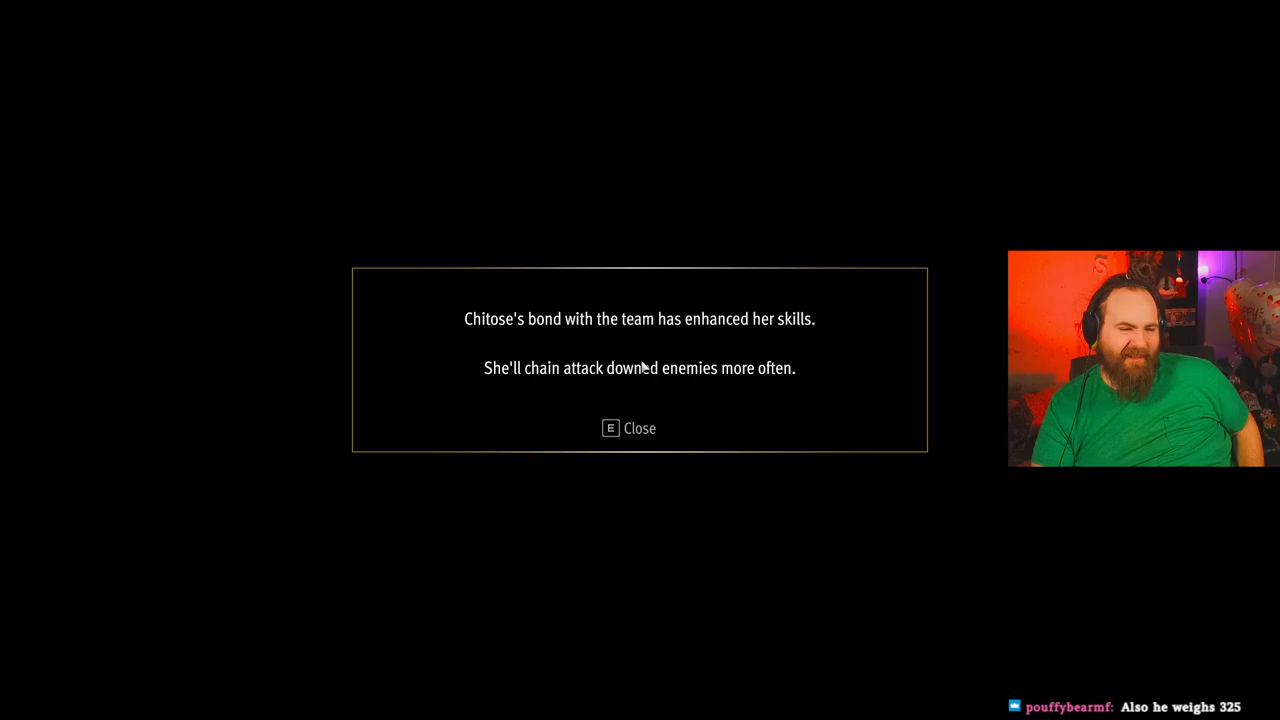 Chitose's bond with the team has enhanced her skills.
She'll chain attack downed enemies more often.
E Close
pouffybearmf: Also he weighs 325